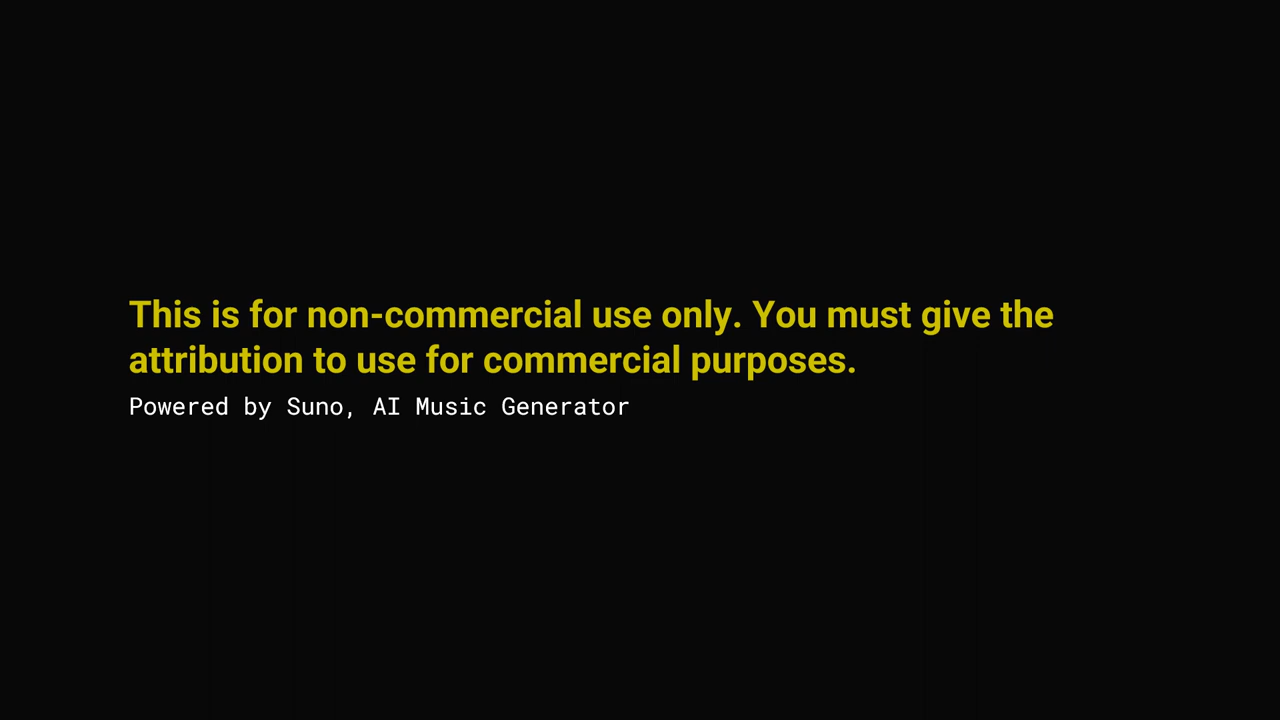 This is for non-commercial use only. You must give the
attribution to use for commercial purposes.
Powered by Suno, AI Music Generator